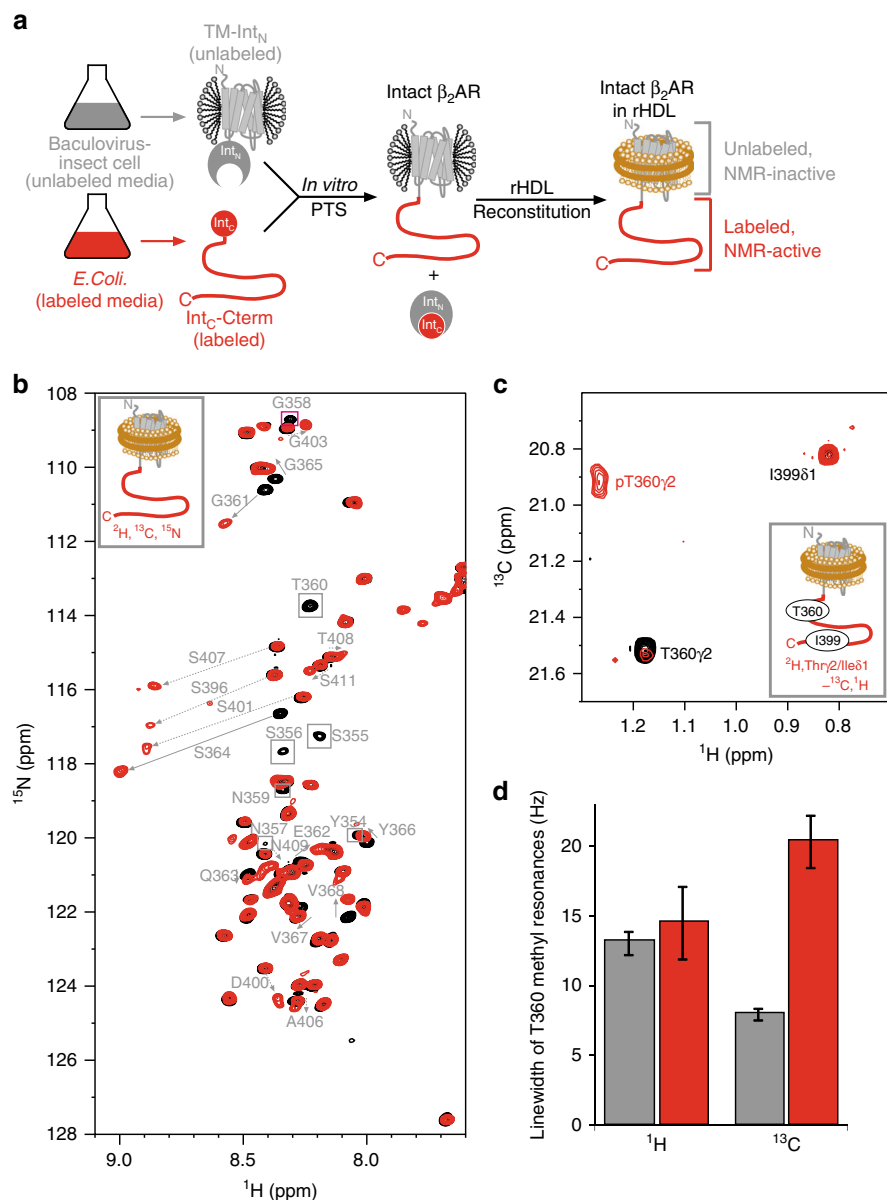 a
TM-IntN
(unlabeled)
N
IntN
Baculovirus-
insect cell
(unlabeled media)
E.Coli.
(labeled media)
IntC
C
IntC-Cterm
(labeled)
In vitro
PTS
Intact β2AR
N
C
+
IntN
IntC
rHDL
Reconstitution
Intact β2AR
in rHDL
N
C
Unlabeled,
NMR-inactive
Labeled,
NMR-active
b
108
110
112
114
116
118
120
122
124
126
128
15N (ppm)
9.0
8.5
8.0
1H (ppm)
N
C
2H, 13C, 15N
G358
G403
G365
G361
T360
T408
S407
S411
S396
S401
S356
S355
S364
N359
Y354
N357
E362
Y366
N409
Q363
V368
V367
D400
A406
c
20.8
21.0
21.2
21.4
21.6
13C (ppm)
1.2
1.1
1.0
0.9
0.8
1H (ppm)
pT360γ2
I399δ1
T360γ2
N
T360
I399
C
2H,Thrγ2/Ileδ1
–13C,1H
d
Linewidth of T360 methyl resonances (Hz)
20
15
10
5
0
1H
13C